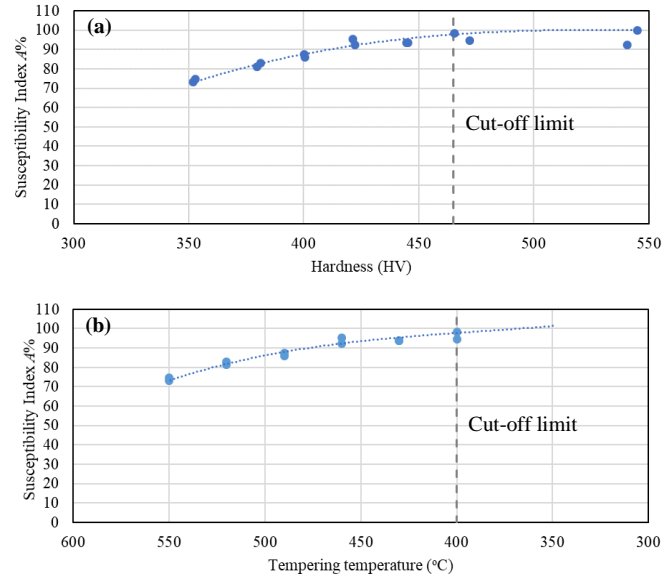 (a)
110
100
90
80
70
60
50
40
30
20
10
0
Susceptibility Index A%
Cut-off limit
300 350 400 450 500 550
Hardness (HV)
(b)
110
100
90
80
70
60
50
40
30
20
10
0
Susceptibility Index A%
Cut-off limit
600 550 500 450 400 350 300
Tempering temperature (°C)